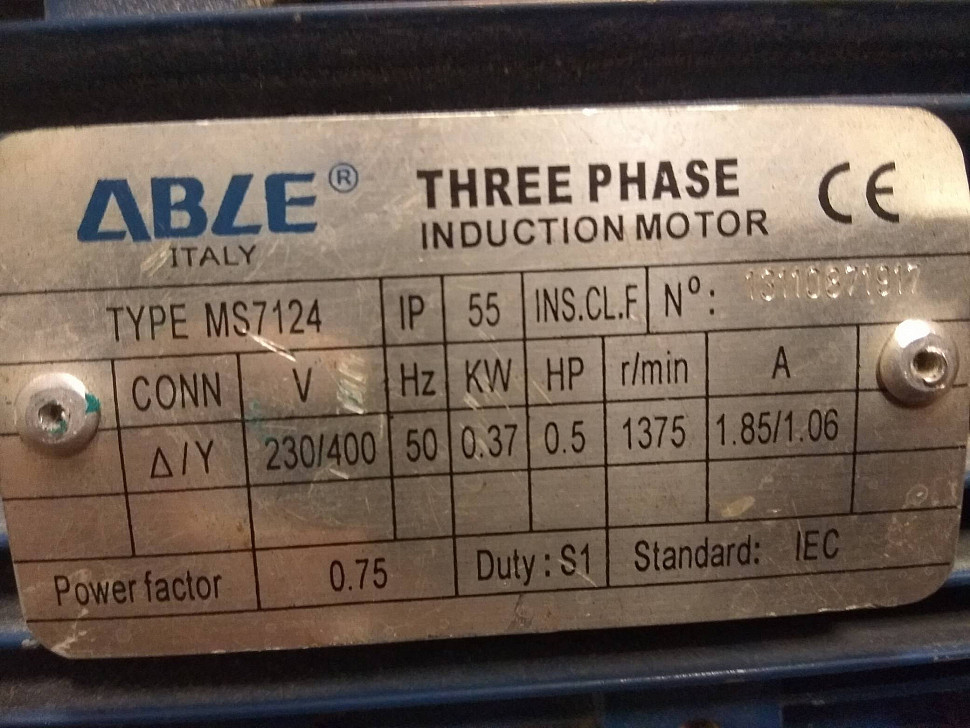 ABLE®
ITALY
THREE PHASE
INDUCTION MOTOR
CE
TYPE MS7124 IP 55 INS.CL.F Nº: 13110871917
CONN V Hz KW HP r/min A
Δ/Y 230/400 50 0.37 0.5 1375 1.85/1.06
Power factor 0.75 Duty : S1 Standard: IEC